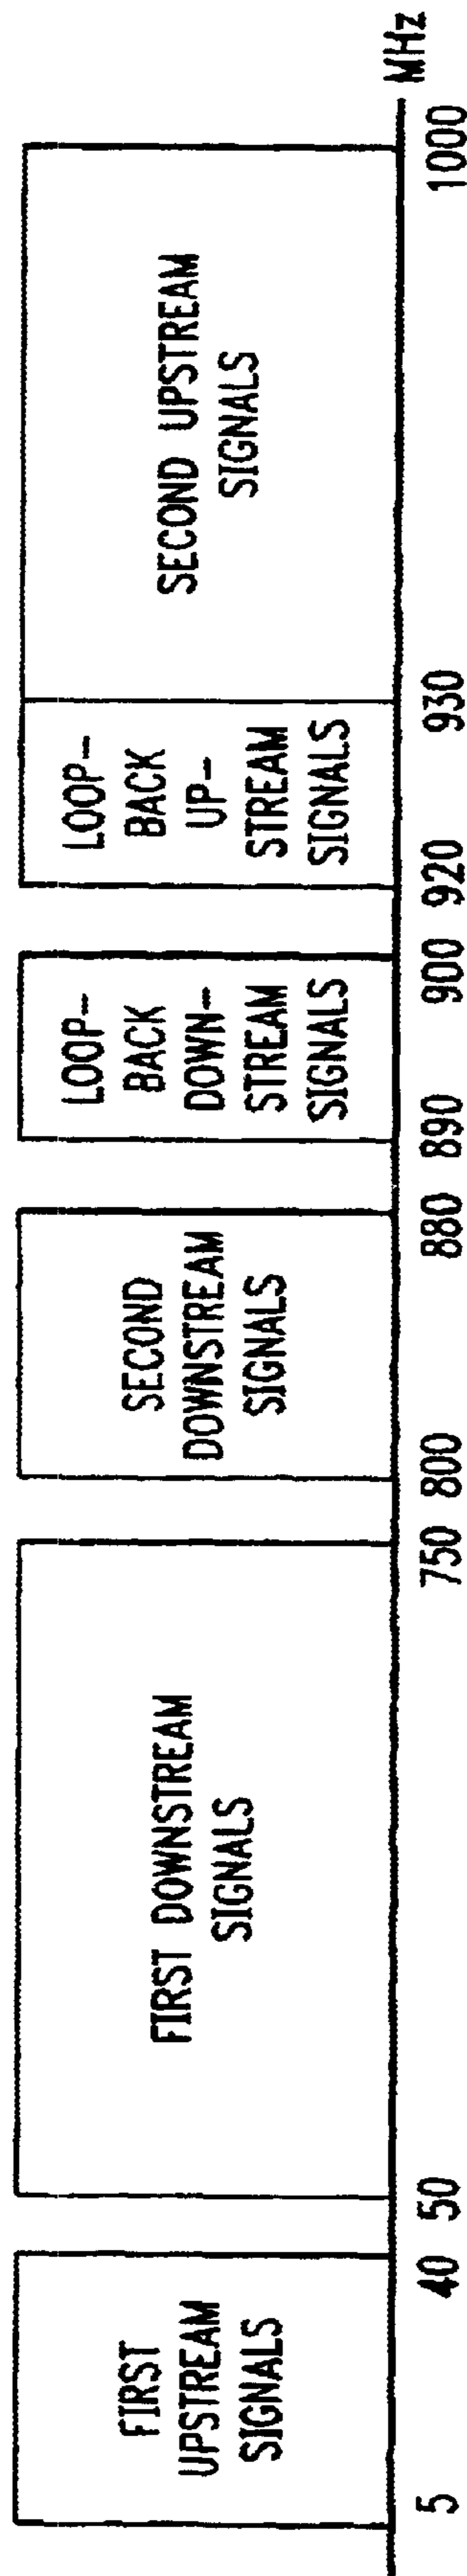 FIRST
UPSTREAM
SIGNALS
FIRST DOWNSTREAM
SIGNALS
SECOND
DOWNSTREAM
SIGNALS
LOOP-
BACK
DOWN-
STREAM
SIGNALS
LOOP-
BACK
UP-
STREAM
SIGNALS
SECOND UPSTREAM
SIGNALS
5 40 50 750 800 880 890 900 920 930 1000 MHz